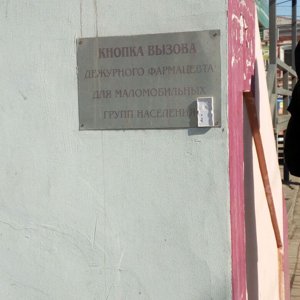 КНОПКА ВЫЗОВА
ДЕЖУРНОГО ФАРМАЦЕВТА
ДЛЯ МАЛОМОБИЛЬНЫХ
ГРУПП НАСЕЛЕНИЯ